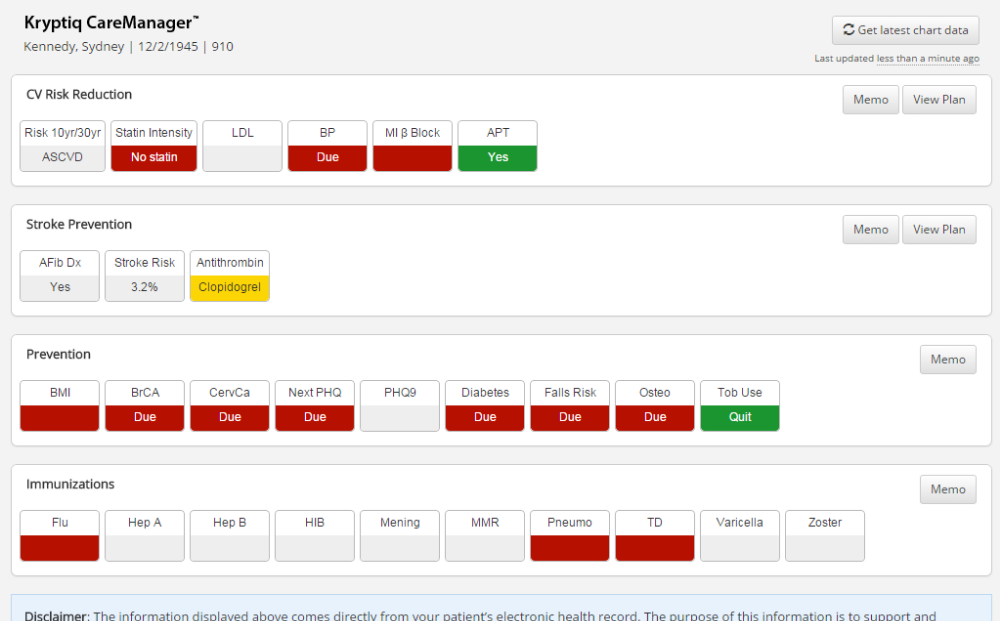 Kryptiq CareManager™
Kennedy, Sydney | 12/2/1945 | 910
Get latest chart data
Last updated less than a minute ago
CV Risk Reduction
Memo
View Plan
Risk 10yr/30yr Statin Intensity LDL BP MI β Block APT
ASCVD No statin Due Yes
Stroke Prevention
Memo
View Plan
AFib Dx Stroke Risk Antithrombin
Yes 3.2% Clopidogrel
Prevention
Memo
BMI BrCA CervCa Next PHQ PHQ9 Diabetes Falls Risk Osteo Tob Use
Due Due Due Due Due Due Quit
Immunizations
Memo
Flu Hep A Hep B HIB Mening MMR Pneumo TD Varicella Zoster
Disclaimer: The information displayed above comes directly from your patient's electronic health record. The purpose of this information is to support and